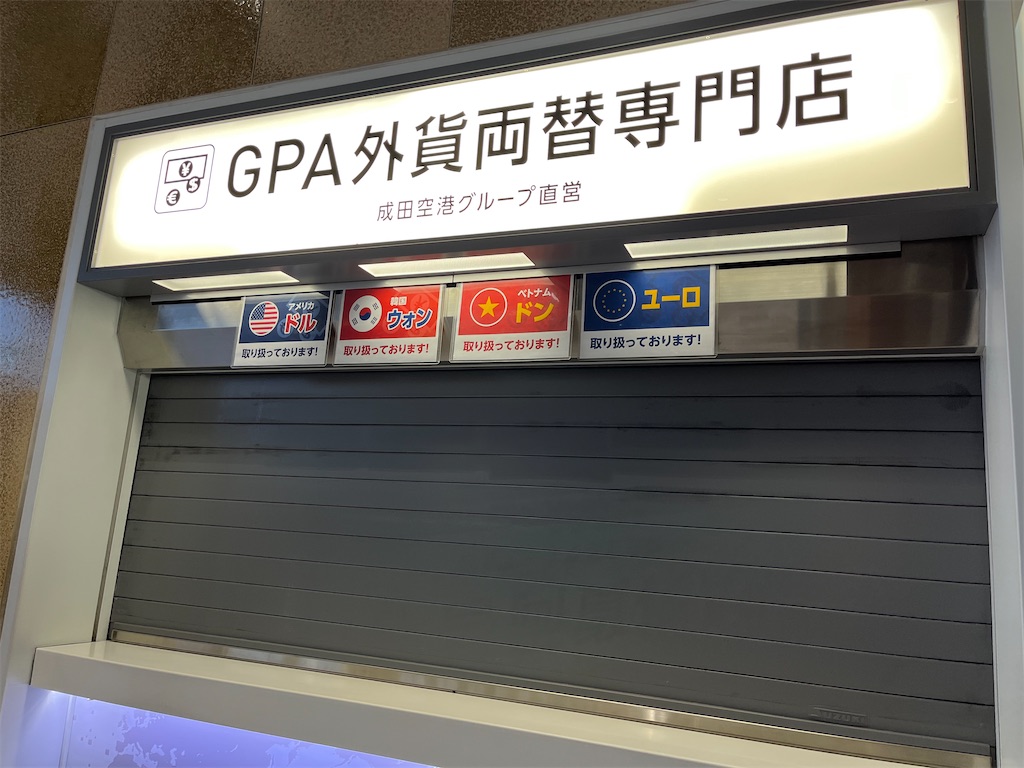 GPA外貨両替専門店
成田空港グループ直営
アメリカ
ドル
取り扱っております!
韓国
ウォン
取り扱っております!
ベトナム
ドン
取り扱っております!
ユーロ
取り扱っております!